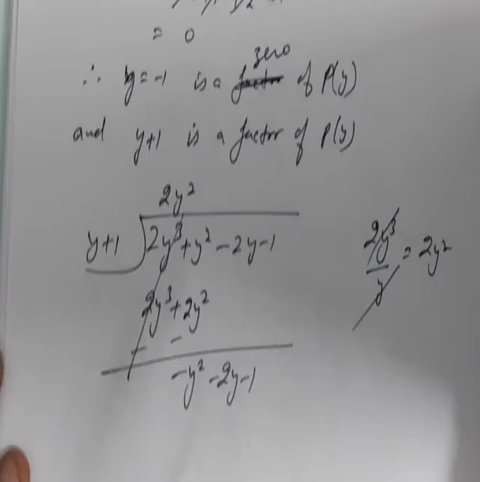 = 0
∴ y = -1 is a zero of P(y)
and y+1 is a factor of P(y)
2y²
y+1 ) 2y³+y²-2y-1
2y³+2y²
- -
-y²-2y-1
2y³/y = 2y²